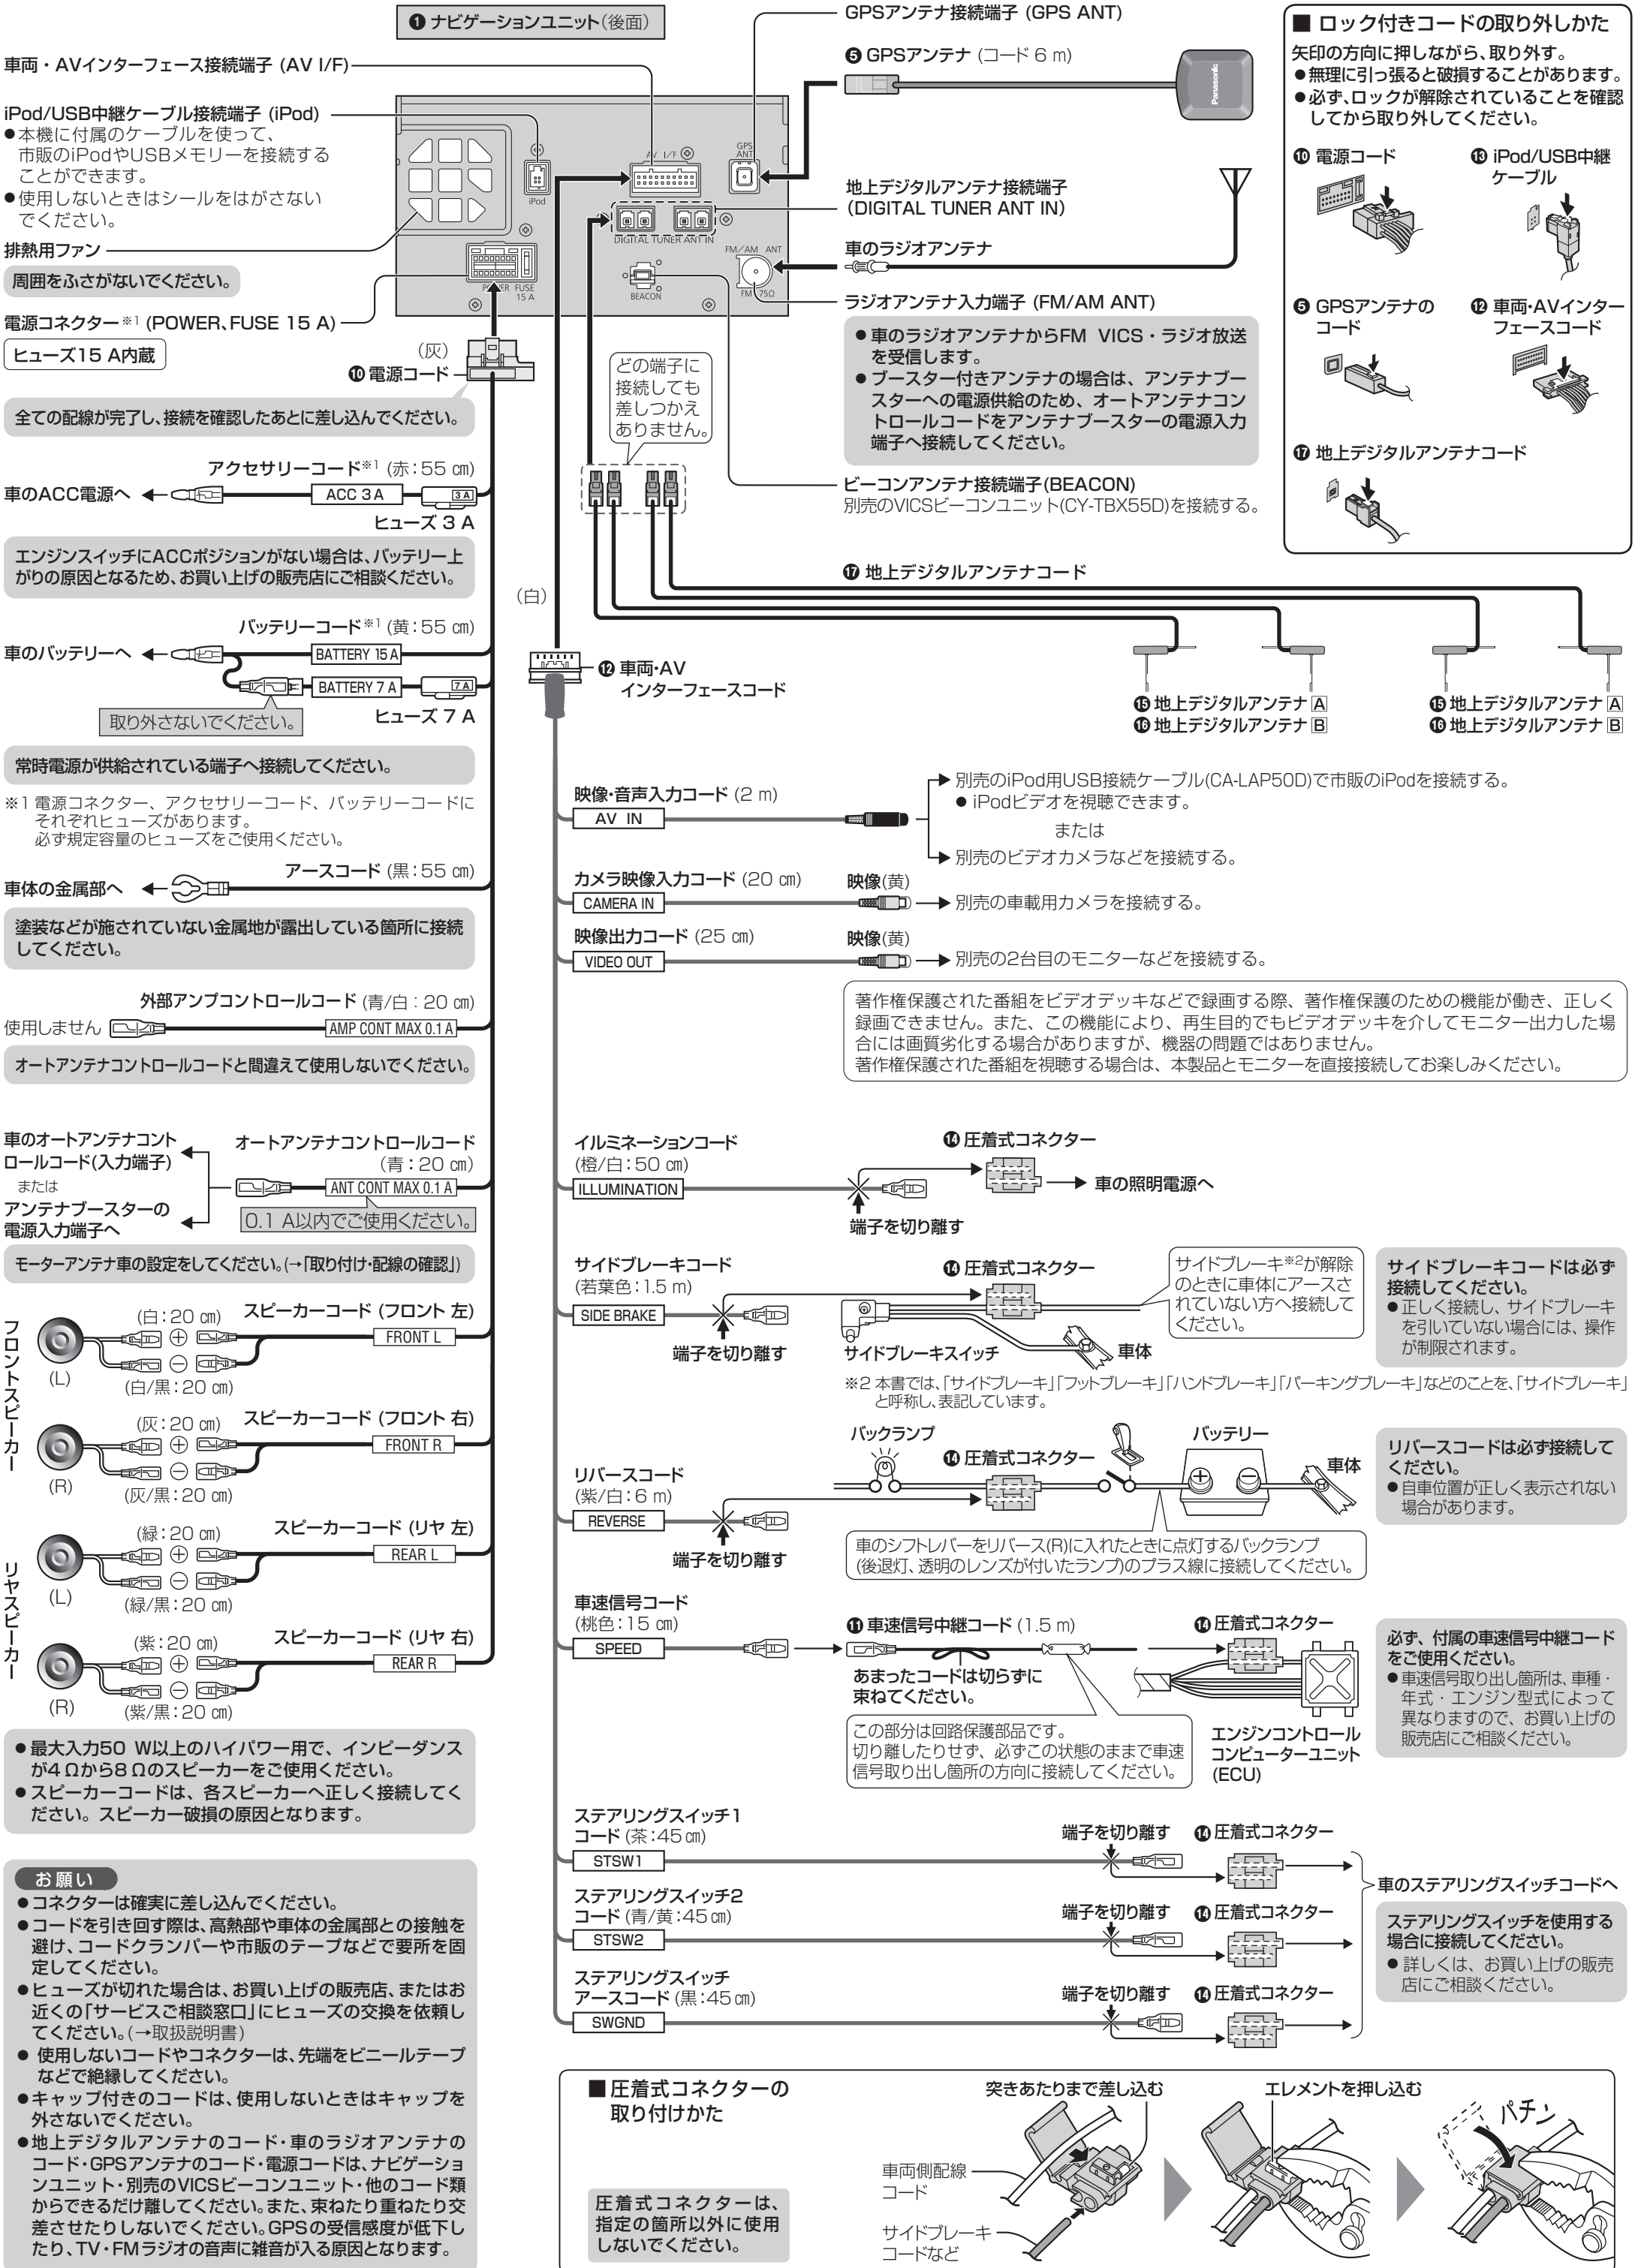 ❶ ナビゲーションユニット(後面)
車両・AVインターフェース接続端子 (AV I/F)
iPod/USB中継ケーブル接続端子 (iPod)
●本機に付属のケーブルを使って、
市販のiPodやUSBメモリーを接続する
ことができます。
●使用しないときはシールをはがさない
でください。
排熱用ファン
周囲をふさがないでください。
電源コネクター※1 (POWER、FUSE 15 A)
ヒューズ15 A内蔵
(灰)
❿ 電源コード
全ての配線が完了し、接続を確認したあとに差し込んでください。
iPod
AV I/F
GPS
ANT
DIGITAL TUNER ANT IN
POWER FUSE
15 A
BEACON
FM/AM ANT
FM 75Ω
GPSアンテナ接続端子 (GPS ANT)
❺ GPSアンテナ (コード 6 m)
Panasonic
地上デジタルアンテナ接続端子
(DIGITAL TUNER ANT IN)
車のラジオアンテナ
ラジオアンテナ入力端子 (FM/AM ANT)
●車のラジオアンテナからFM VICS・ラジオ放送
を受信します。
●ブースター付きアンテナの場合は、アンテナブー
スターへの電源供給のため、オートアンテナコン
トロールコードをアンテナブースターの電源入力
端子へ接続してください。
どの端子に
接続しても
差しつかえ
ありません。
ビーコンアンテナ接続端子(BEACON)
別売のVICSビーコンユニット(CY-TBX55D)を接続する。
■ ロック付きコードの取り外しかた
矢印の方向に押しながら、取り外す。
●無理に引っ張ると破損することがあります。
●必ず、ロックが解除されていることを確認
してから取り外してください。
❿ 電源コード
⓭ iPod/USB中継
ケーブル
❺ GPSアンテナの
コード
⓬ 車両・AVインター
フェースコード
⓱ 地上デジタルアンテナコード
アクセサリーコード※1 (赤:55 ㎝)
車のACC電源へ
ACC 3 A
3 A
ヒューズ 3 A
エンジンスイッチにACCポジションがない場合は、バッテリー上
がりの原因となるため、お買い上げの販売店にご相談ください。
バッテリーコード※1 (黄:55 ㎝)
車のバッテリーへ
BATTERY 15 A
BATTERY 7 A
7 A
取り外さないでください。
ヒューズ 7 A
常時電源が供給されている端子へ接続してください。
※1 電源コネクター、アクセサリーコード、バッテリーコードに
それぞれヒューズがあります。
必ず規定容量のヒューズをご使用ください。
アースコード (黒:55 ㎝)
車体の金属部へ
塗装などが施されていない金属地が露出している箇所に接続
してください。
外部アンプコントロールコード (青/白:20 ㎝)
使用しません
AMP CONT MAX 0.1 A
オートアンテナコントロールコードと間違えて使用しないでください。
車のオートアンテナコント
ロールコード(入力端子)
または
アンテナブースターの
電源入力端子へ
オートアンテナコントロールコード
(青:20 ㎝)
ANT CONT MAX 0.1 A
0.1 A以内でご使用ください。
モーターアンテナ車の設定をしてください。(→「取り付け・配線の確認」)
フロントスピーカー
(白:20 ㎝)
スピーカーコード (フロント 左)
FRONT L
⊕
⊖
(L)
(白/黒:20 ㎝)
(灰:20 ㎝)
スピーカーコード (フロント 右)
FRONT R
⊕
⊖
(R)
(灰/黒:20 ㎝)
リヤスピーカー
(緑:20 ㎝)
スピーカーコード (リヤ 左)
REAR L
⊕
⊖
(L)
(緑/黒:20 ㎝)
(紫:20 ㎝)
スピーカーコード (リヤ 右)
REAR R
⊕
⊖
(R)
(紫/黒:20 ㎝)
●最大入力50 W以上のハイパワー用で、インピーダンス
が4 Ωから8 Ωのスピーカーをご使用ください。
●スピーカーコードは、各スピーカーへ正しく接続してく
ださい。スピーカー破損の原因となります。
お願い
●コネクターは確実に差し込んでください。
●コードを引き回す際は、高熱部や車体の金属部との接触を
避け、コードクランパーや市販のテープなどで要所を固
定してください。
●ヒューズが切れた場合は、お買い上げの販売店、またはお
近くの「サービスご相談窓口」にヒューズの交換を依頼し
てください。(→取扱説明書)
●使用しないコードやコネクターは、先端をビニールテープ
などで絶縁してください。
●キャップ付きのコードは、使用しないときはキャップを
外さないでください。
●地上デジタルアンテナのコード・車のラジオアンテナの
コード・GPSアンテナのコード・電源コードは、ナビゲーショ
ンユニット・別売のVICSビーコンユニット・他のコード類
からできるだけ離してください。また、束ねたり重ねたり交
差させたりしないでください。GPSの受信感度が低下し
たり、TV・FMラジオの音声に雑音が入る原因となります。
⓱ 地上デジタルアンテナコード
(白)
⓬ 車両・AV
インターフェースコード
⓯ 地上デジタルアンテナ A
⓰ 地上デジタルアンテナ B
⓯ 地上デジタルアンテナ A
⓰ 地上デジタルアンテナ B
映像・音声入力コード (2 m)
AV IN
別売のiPod用USB接続ケーブル(CA-LAP50D)で市販のiPodを接続する。
●iPodビデオを視聴できます。
または
別売のビデオカメラなどを接続する。
カメラ映像入力コード (20 ㎝)
CAMERA IN
映像(黄)
別売の車載用カメラを接続する。
映像出力コード (25 ㎝)
VIDEO OUT
映像(黄)
別売の2台目のモニターなどを接続する。
著作権保護された番組をビデオデッキなどで録画する際、著作権保護のための機能が働き、正しく
録画できません。また、この機能により、再生目的でもビデオデッキを介してモニター出力した場
合には画質劣化する場合がありますが、機器の問題ではありません。
著作権保護された番組を視聴する場合は、本製品とモニターを直接接続してお楽しみください。
イルミネーションコード
(橙/白:50 ㎝)
ILLUMINATION
端子を切り離す
⓮ 圧着式コネクター
車の照明電源へ
サイドブレーキコード
(若葉色:1.5 m)
SIDE BRAKE
端子を切り離す
⓮ 圧着式コネクター
サイドブレーキスイッチ
車体
サイドブレーキ※2が解除
のときに車体にアースさ
れていない方へ接続して
ください。
サイドブレーキコードは必ず
接続してください。
●正しく接続し、サイドブレーキ
を引いていない場合には、操作
が制限されます。
※2 本書では、「サイドブレーキ」「フットブレーキ」「ハンドブレーキ」「パーキングブレーキ」などのことを、「サイドブレーキ」
と呼称し、表記しています。
リバースコード
(紫/白:6 m)
REVERSE
端子を切り離す
バックランプ
⓮ 圧着式コネクター
バッテリー
車体
車のシフトレバーをリバース(R)に入れたときに点灯するバックランプ
(後退灯、透明のレンズが付いたランプ)のプラス線に接続してください。
リバースコードは必ず接続して
ください。
●自車位置が正しく表示されない
場合があります。
車速信号コード
(桃色:15 ㎝)
SPEED
⓫ 車速信号中継コード (1.5 m)
あまったコードは切らずに
束ねてください。
この部分は回路保護部品です。
切り離したりせず、必ずこの状態のままで車速
信号取り出し箇所の方向に接続してください。
⓮ 圧着式コネクター
エンジンコントロール
コンピューターユニット
(ECU)
必ず、付属の車速信号中継コード
をご使用ください。
●車速信号取り出し箇所は、車種・
年式・エンジン型式によって
異なりますので、お買い上げの
販売店にご相談ください。
ステアリングスイッチ1
コード (茶:45 ㎝)
STSW1
端子を切り離す
⓮ 圧着式コネクター
ステアリングスイッチ2
コード (青/黄:45 ㎝)
STSW2
端子を切り離す
⓮ 圧着式コネクター
ステアリングスイッチ
アースコード (黒:45 ㎝)
SWGND
端子を切り離す
⓮ 圧着式コネクター
車のステアリングスイッチコードへ
ステアリングスイッチを使用する
場合に接続してください。
●詳しくは、お買い上げの販売
店にご相談ください。
■ 圧着式コネクターの
取り付けかた
圧着式コネクターは、
指定の箇所以外に使用
しないでください。
突きあたりまで差し込む
車両側配線
コード
サイドブレーキ
コードなど
エレメントを押し込む
パチン